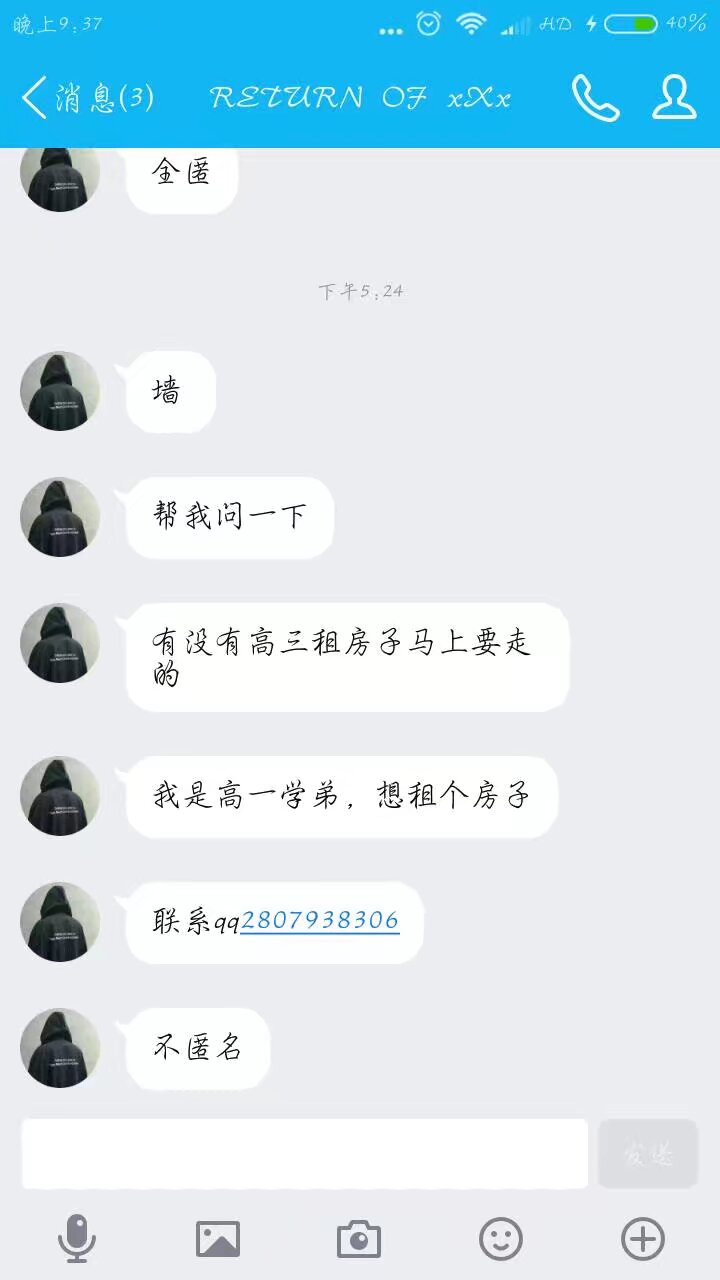 晚上9:37 HD 40%
消息(3) RETURN OF xXx
全匿
下午5:24
墙
帮我问一下
有没有高三租房子马上要走
的
我是高一学弟，想租个房子
联系qq2807938306
不匿名
发送